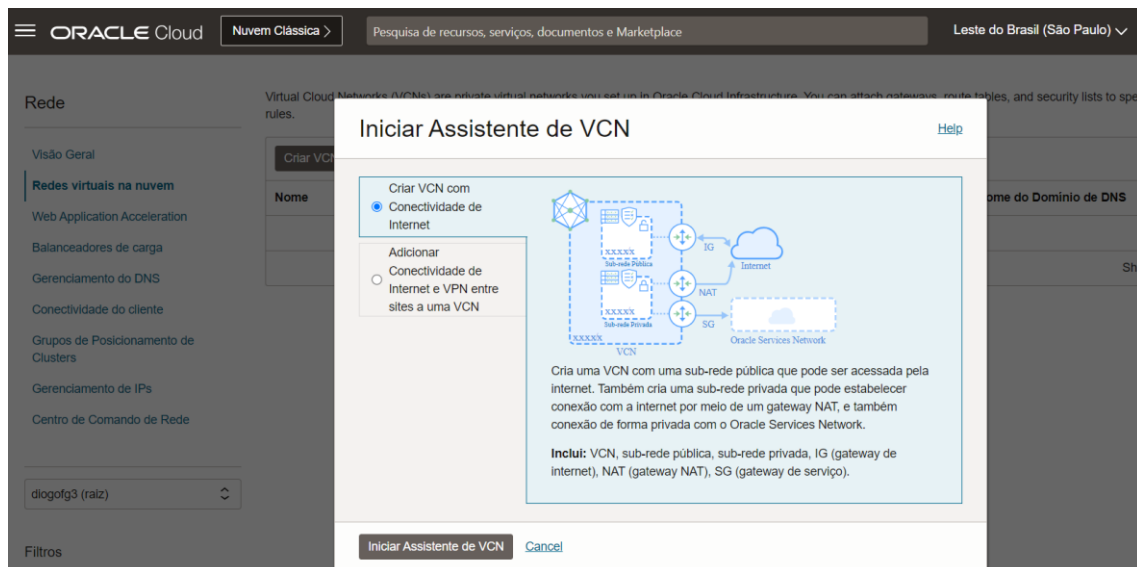 ORACLE Cloud
Nuvem Clássica >
Pesquisa de recursos, serviços, documentos e Marketplace
Leste do Brasil (São Paulo)
Rede
Visão Geral
Redes virtuais na nuvem
Web Application Acceleration
Balanceadores de carga
Gerenciamento do DNS
Conectividade do cliente
Grupos de Posicionamento de
Clusters
Gerenciamento de IPs
Centro de Comando de Rede
diogofg3 (raiz)
Filtros
Virtual Cloud Networks (VCNs) are private virtual networks you set up in Oracle Cloud Infrastructure. You can attach gateways, route tables, and security lists to spe
rules.
Criar VCN
Nome
ome do Domínio de DNS
Sh
Iniciar Assistente de VCN
Help
Criar VCN com
Conectividade de
Internet
Adicionar
Conectividade de
Internet e VPN entre
sites a uma VCN
xxxxx
Sub-rede Pública
IG
Internet
NAT
xxxxx
Sub-rede Privada
SG
Oracle Services Network
xxxxx
VCN
Cria uma VCN com uma sub-rede pública que pode ser acessada pela
internet. Também cria uma sub-rede privada que pode estabelecer
conexão com a internet por meio de um gateway NAT, e também
conexão de forma privada com o Oracle Services Network.
Inclui: VCN, sub-rede pública, sub-rede privada, IG (gateway de
internet), NAT (gateway NAT), SG (gateway de serviço).
Iniciar Assistente de VCN
Cancel